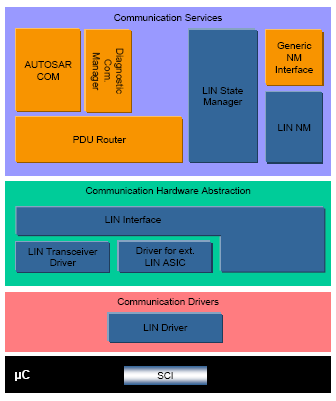 Communication Services
AUTOSAR
COM
Diagnostic
Com.
Manager
LIN State
Manager
Generic
NM
Interface
LIN NM
PDU Router
Communication Hardware Abstraction
LIN Interface
LIN Transceiver
Driver
Driver for ext.
LIN ASIC
Communication Drivers
LIN Driver
µC
SCI